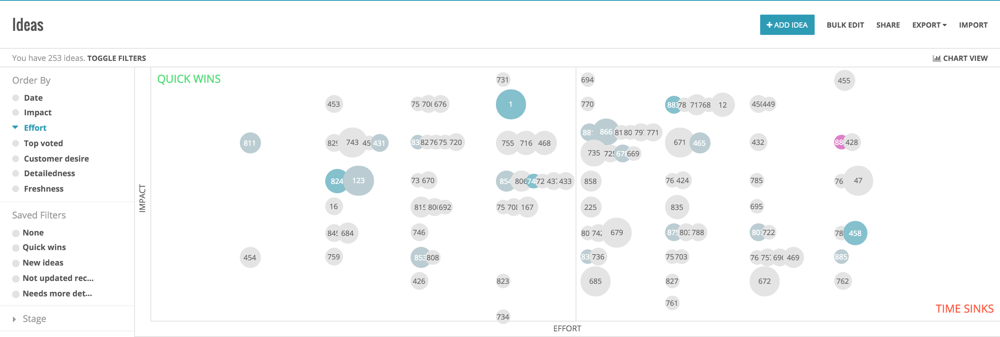 Ideas
ADD IDEA
BULK EDIT
SHARE
EXPORT
IMPORT
You have 253 ideas. TOGGLE FILTERS
CHART VIEW
Order By
Date
Impact
Effort
Top voted
Customer desire
Detailedness
Freshness
Saved Filters
None
Quick wins
New ideas
Not updated rec...
Needs more det...
Stage
IMPACT
QUICK WINS
731 694 455
453 676 1 770 12 449
811 743 431 720 755 716 468 866 771 671 465 432 428
735 669
824 123 670 433 858 424 785 47
16 692 167 225 835 695
684 746 679 788 722 458
454 759 808 736 703 469 885
426 823 685 827 672 762
761
TIME SINKS
734
EFFORT